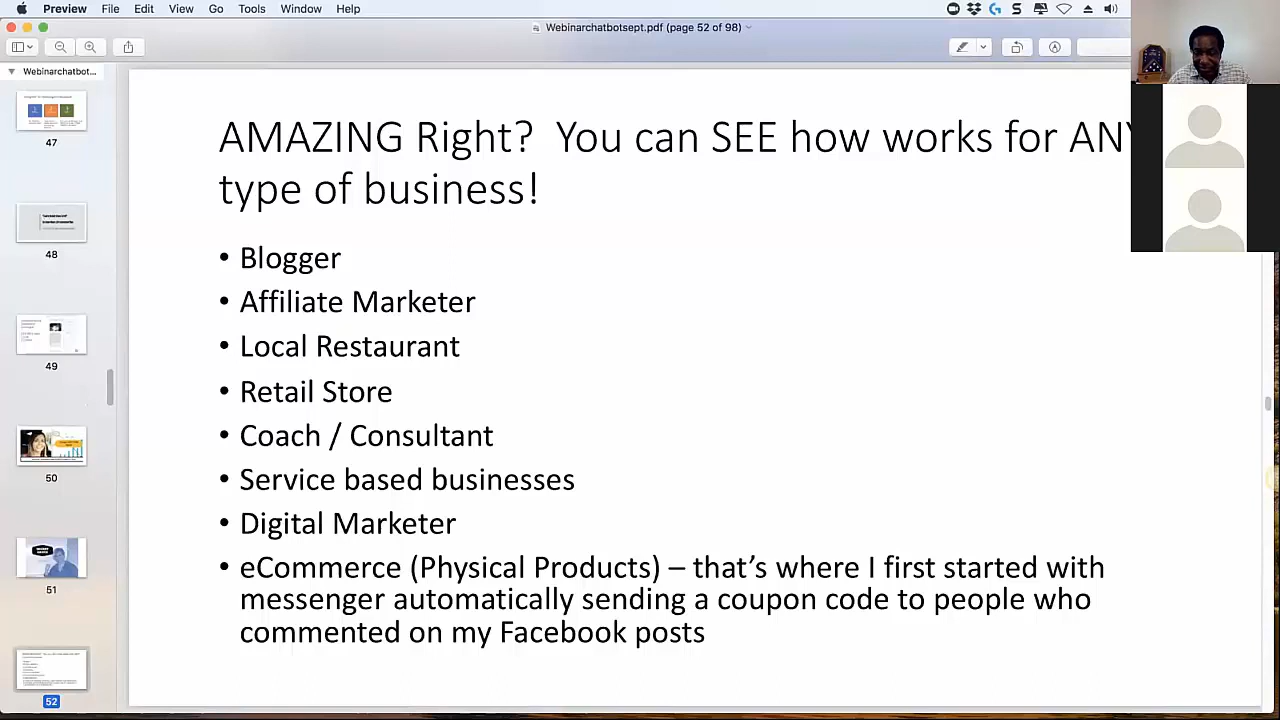 Preview File Edit View Go Tools Window Help
Webinarchatbotsept.pdf (page 52 of 98)
Webinarchatbot...
47
48
49
50
51
52
AMAZING Right? You can SEE how works for ANY
type of business!
• Blogger
• Affiliate Marketer
• Local Restaurant
• Retail Store
• Coach / Consultant
• Service based businesses
• Digital Marketer
• eCommerce (Physical Products) – that’s where I first started with
messenger automatically sending a coupon code to people who
commented on my Facebook posts